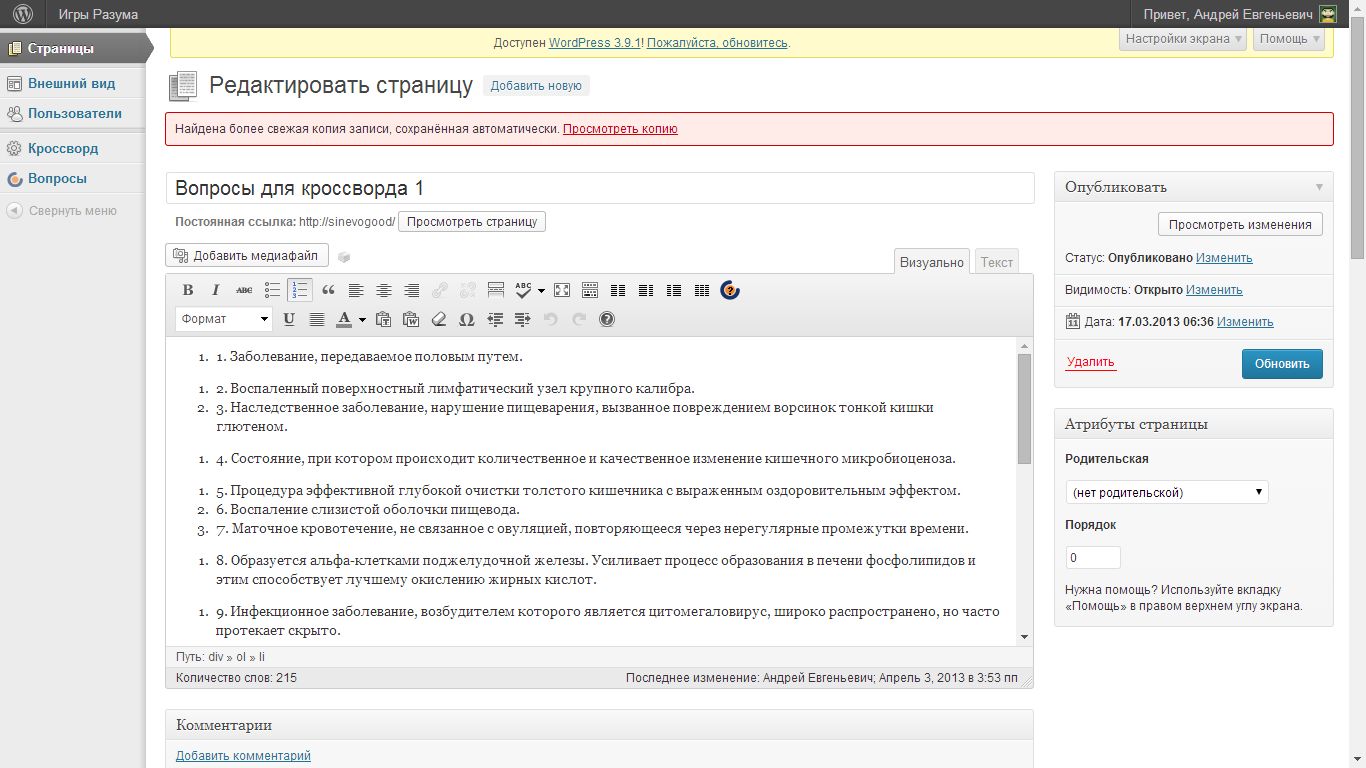 Игры Разума
Привет, Андрей Евгеньевич
Страницы
Внешний вид
Пользователи
Кроссворд
Вопросы
Свернуть меню
Доступен WordPress 3.9.1! Пожалуйста, обновитесь.
Настройки экрана
Помощь
Редактировать страницу
Добавить новую
Найдена более свежая копия записи, сохранённая автоматически. Просмотреть копию
Вопросы для кроссворда 1
Постоянная ссылка: http://sinevogood/ Просмотреть страницу
Добавить медиафайл
Визуально
Текст
B I ABC ABC
Формат
U A T W Ω ?
1. 1. Заболевание, передаваемое половым путем.
1. 2. Воспаленный поверхностный лимфатический узел крупного калибра.
2. 3. Наследственное заболевание, нарушение пищеварения, вызванное повреждением ворсинок тонкой кишки
глютеном.
1. 4. Состояние, при котором происходит количественное и качественное изменение кишечного микробиоценоза.
1. 5. Процедура эффективной глубокой очистки толстого кишечника с выраженным оздоровительным эффектом.
2. 6. Воспаление слизистой оболочки пищевода.
3. 7. Маточное кровотечение, не связанное с овуляцией, повторяющееся через нерегулярные промежутки времени.
1. 8. Образуется альфа-клетками поджелудочной железы. Усиливает процесс образования в печени фосфолипидов и
этим способствует лучшему окислению жирных кислот.
1. 9. Инфекционное заболевание, возбудителем которого является цитомегаловирус, широко распространено, но часто
протекает скрыто.
Путь: div » ol » li
Количество слов: 215
Последнее изменение: Андрей Евгеньевич; Апрель 3, 2013 в 3:53 пп
Комментарии
Добавить комментарий
Опубликовать
Просмотреть изменения
Статус: Опубликовано Изменить
Видимость: Открыто Изменить
11 Дата: 17.03.2013 06:36 Изменить
Удалить
Обновить
Атрибуты страницы
Родительская
(нет родительской)
Порядок
0
Нужна помощь? Используйте вкладку
«Помощь» в правом верхнем углу экрана.